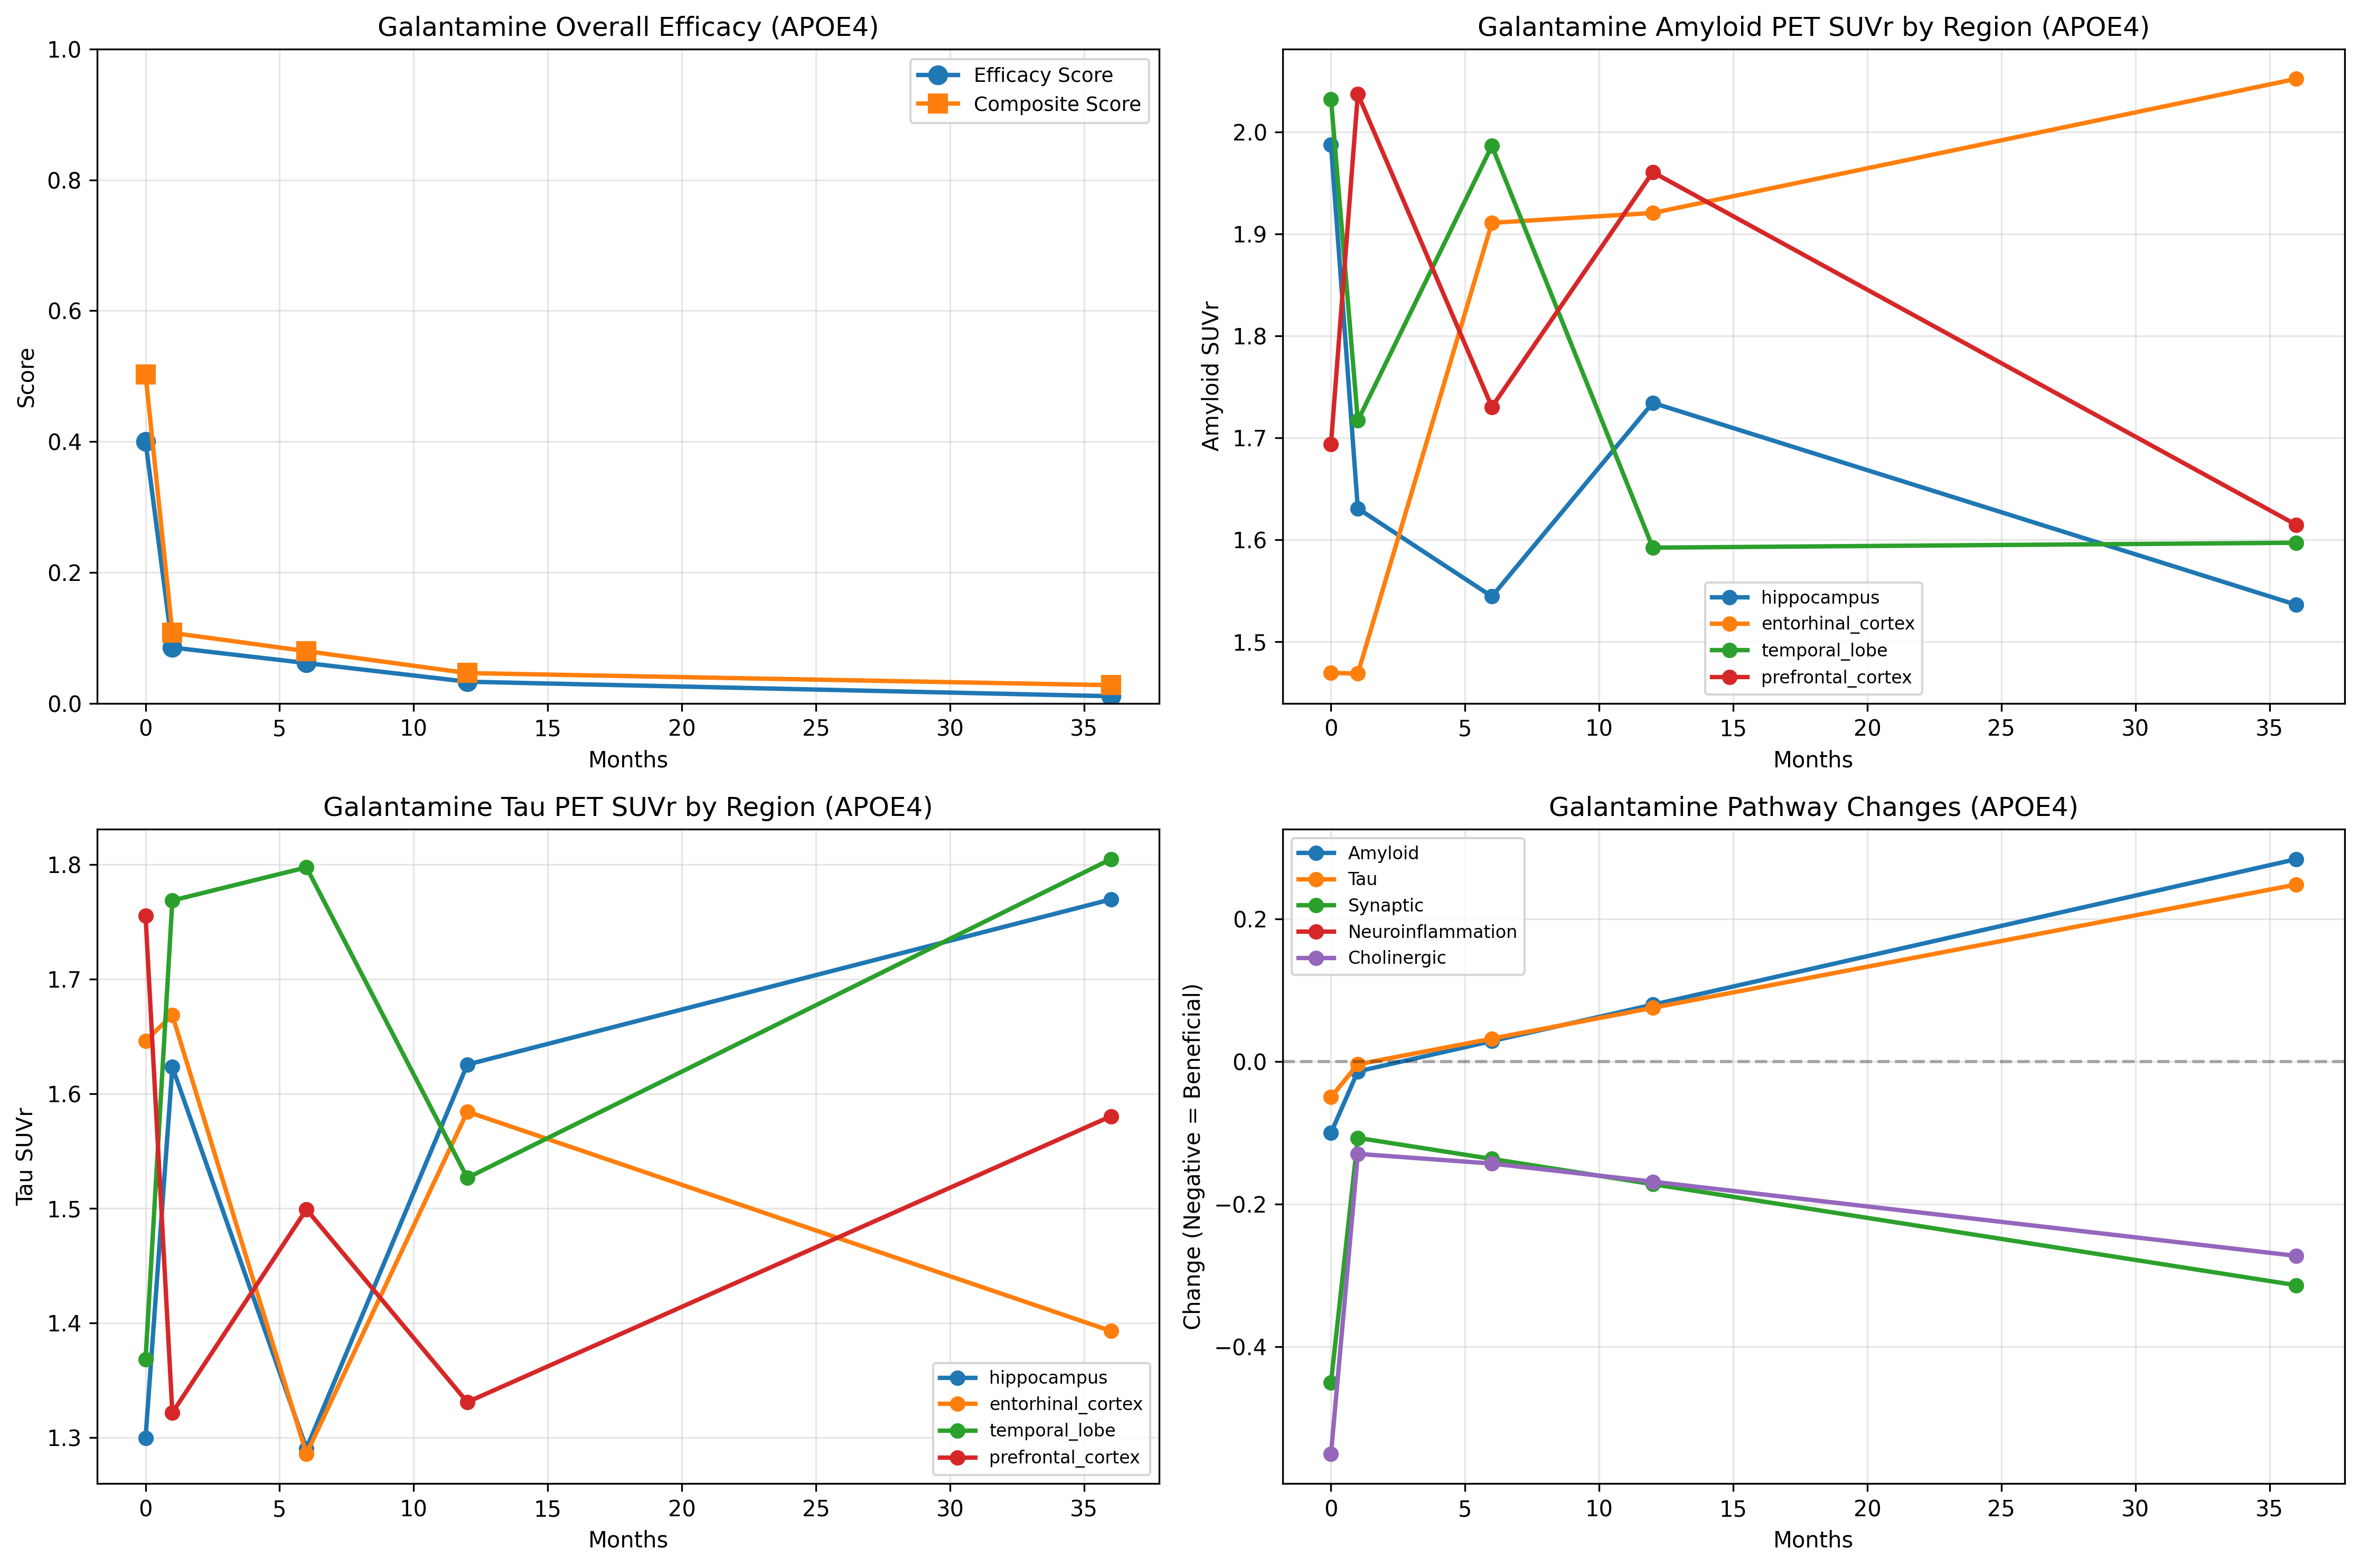 Galantamine Overall Efficacy (APOE4)
1.0
0.8
0.6
0.4
0.2
0.0
Score
Efficacy Score
Composite Score
0 5 10 15 20 25 30 35
Months
Galantamine Amyloid PET SUVr by Region (APOE4)
2.0
1.9
1.8
1.7
1.6
1.5
Amyloid SUVr
hippocampus
entorhinal_cortex
temporal_lobe
prefrontal_cortex
0 5 10 15 20 25 30 35
Months
Galantamine Tau PET SUVr by Region (APOE4)
1.8
1.7
1.6
1.5
1.4
1.3
Tau SUVr
hippocampus
entorhinal_cortex
temporal_lobe
prefrontal_cortex
0 5 10 15 20 25 30 35
Months
Galantamine Pathway Changes (APOE4)
Amyloid
Tau
Synaptic
Neuroinflammation
Cholinergic
0.2
0.0
−0.2
−0.4
Change (Negative = Beneficial)
0 5 10 15 20 25 30 35
Months